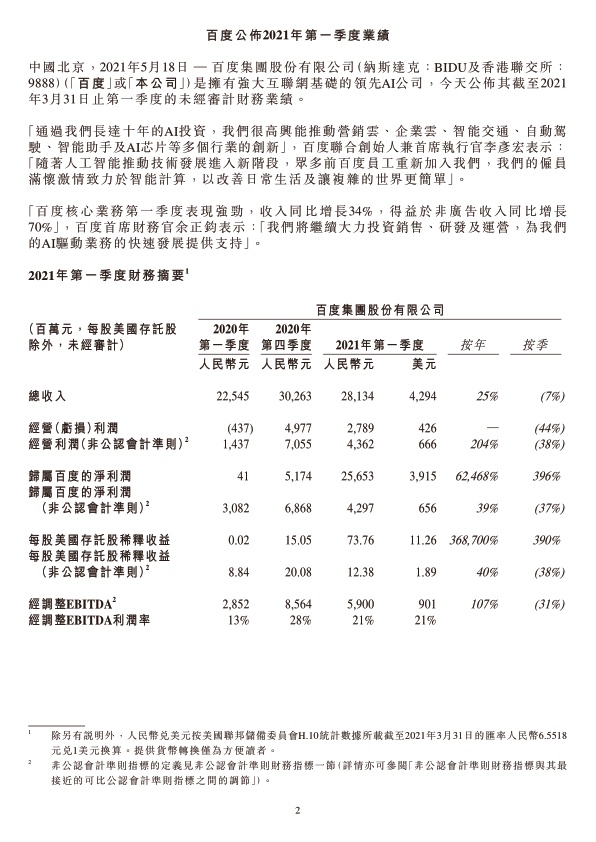 百度公佈2021年第一季度業績
中國北京，2021年5月18日 — 百度集團股份有限公司（納斯達克：BIDU及香港聯交所：
9888）（「百度」或「本公司」）是擁有強大互聯網基礎的領先AI公司，今天公佈其截至2021
年3月31日止第一季度的未經審計財務業績。
「通過我們長達十年的AI投資，我們很高興能推動營銷雲、企業雲、智能交通、自動駕
駛、智能助手及AI芯片等多個行業的創新」，百度聯合創始人兼首席執行官李彥宏表示：
「隨著人工智能推動技術發展進入新階段，眾多前百度員工重新加入我們，我們的僱員
滿懷激情致力於智能計算，以改善日常生活及讓複雜的世界更簡單」。
「百度核心業務第一季度表現強勁，收入同比增長34%，得益於非廣告收入同比增長
70%」，百度首席財務官余正鈞表示：「我們將繼續大力投資銷售、研發及運營，為我們
的AI驅動業務的快速發展提供支持」。
2021年第一季度財務摘要1
百度集團股份有限公司
（百萬元，每股美國存託股 2020年 2020年
除外，未經審計） 第一季度 第四季度 2021年第一季度 按年 按季
人民幣元 人民幣元 人民幣元 美元
總收入 22,545 30,263 28,134 4,294 25% (7%)
經營（虧損）利潤 (437) 4,977 2,789 426 — (44%)
經營利潤（非公認會計準則）2 1,437 7,055 4,362 666 204% (38%)
歸屬百度的淨利潤 41 5,174 25,653 3,915 62,468% 396%
歸屬百度的淨利潤
（非公認會計準則）2 3,082 6,868 4,297 656 39% (37%)
每股美國存託股稀釋收益 0.02 15.05 73.76 11.26 368,700% 390%
每股美國存託股稀釋收益
（非公認會計準則）2 8.84 20.08 12.38 1.89 40% (38%)
經調整EBITDA2 2,852 8,564 5,900 901 107% (31%)
經調整EBITDA利潤率 13% 28% 21% 21%
1 除另有說明外，人民幣兌美元按美國聯邦儲備委員會H.10統計數據所載截至2021年3月31日的匯率人民幣6.5518
元兌1美元換算。提供貨幣轉換僅為方便讀者。
2 非公認會計準則指標的定義見非公認會計準則財務指標一節（詳情亦可參閱「非公認會計準則財務指標與其最
接近的可比公認會計準則指標之間的調節」）。
2